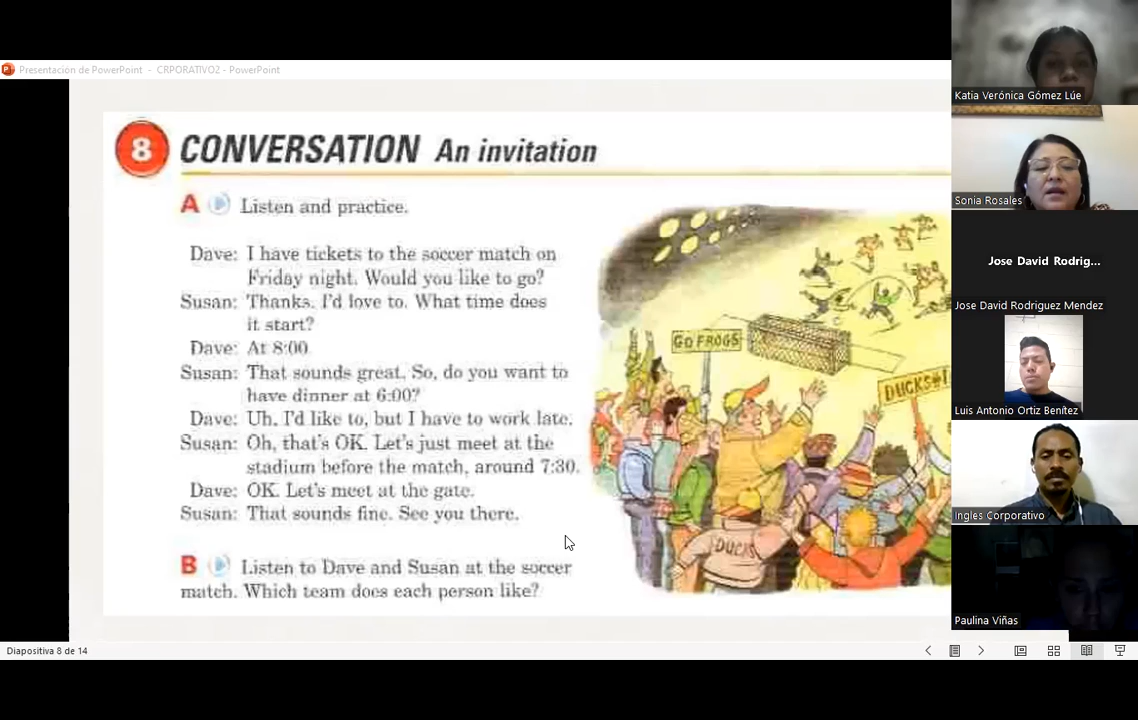 Presentación de PowerPoint - CRPORATIVO2 - PowerPoint
8 CONVERSATION An invitation
A Listen and practice.
Dave: I have tickets to the soccer match on
Friday night. Would you like to go?
Susan: Thanks. I'd love to. What time does
it start?
Dave: At 8:00
Susan: That sounds great. So, do you want to
have dinner at 6:00?
Dave: Uh, I'd like to, but I have to work late.
Susan: Oh, that's OK. Let's just meet at the
stadium before the match, around 7:30.
Dave: OK. Let's meet at the gate.
Susan: That sounds fine. See you there.
B Listen to Dave and Susan at the soccer
match. Which team does each person like?
GO FROGS
DUCKS
DUCKS
Diapositiva 8 de 14
Katia Verónica Gómez Lúe
Sonia Rosales
Jose David Rodrig...
Jose David Rodriguez Mendez
Luis Antonio Ortiz Benítez
Ingles Corporativo
Paulina Viñas